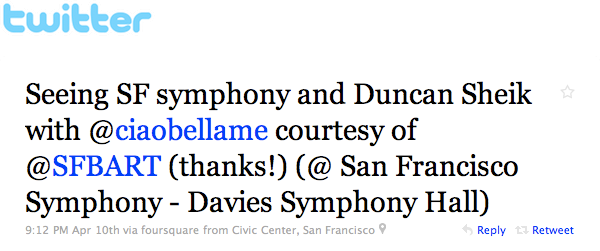 twitter
Seeing SF symphony and Duncan Sheik
with @ciaobellame courtesy of
@SFBART (thanks!) (@ San Francisco
Symphony - Davies Symphony Hall)
9:12 PM Apr 10th via foursquare from Civic Center, San Francisco Reply Retweet